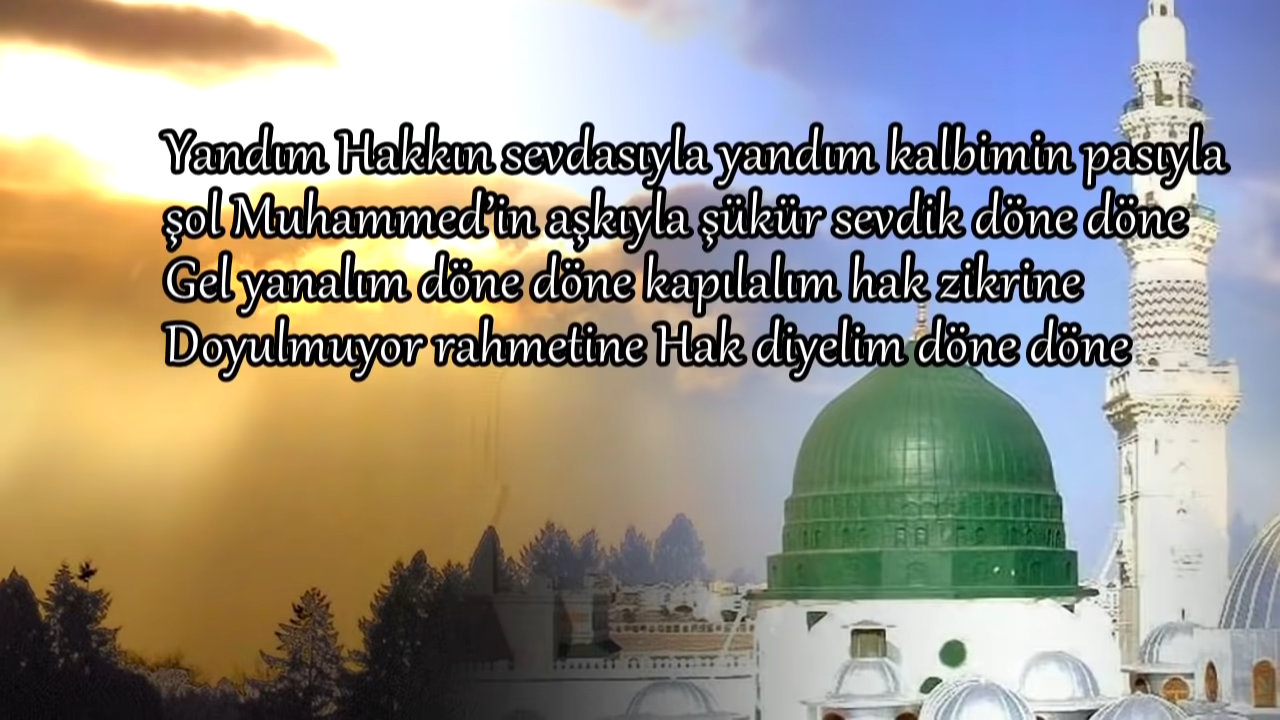 Yandım Hakkın sevdasıyla yandım kalbimin pasıyla
şol Muhammed’in aşkıyla şükür sevdik döne döne
Gel yanalım döne döne kapılalım hak zikrine
Doyulmuyor rahmetine Hak diyelim döne döne